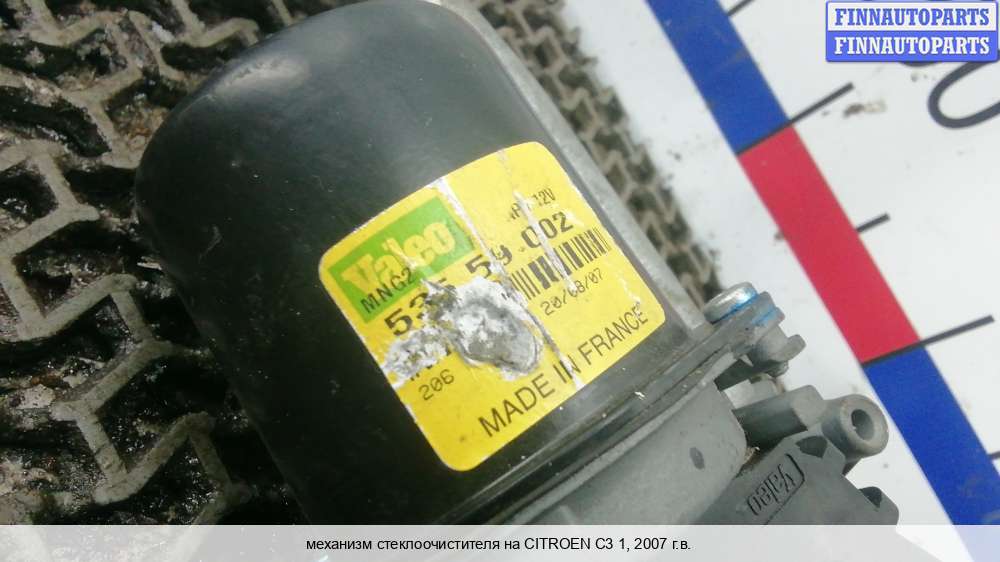 FINNAUTOPARTS
FINNAUTOPARTS
Valeo
12V
59.002
20/08/07
206
MADE IN FRANCE
Valeo
механизм стеклоочистителя на CITROEN C3 1, 2007 г.в.